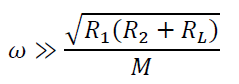 ω ≫ √(R₁(R₂ + R_L)) / M